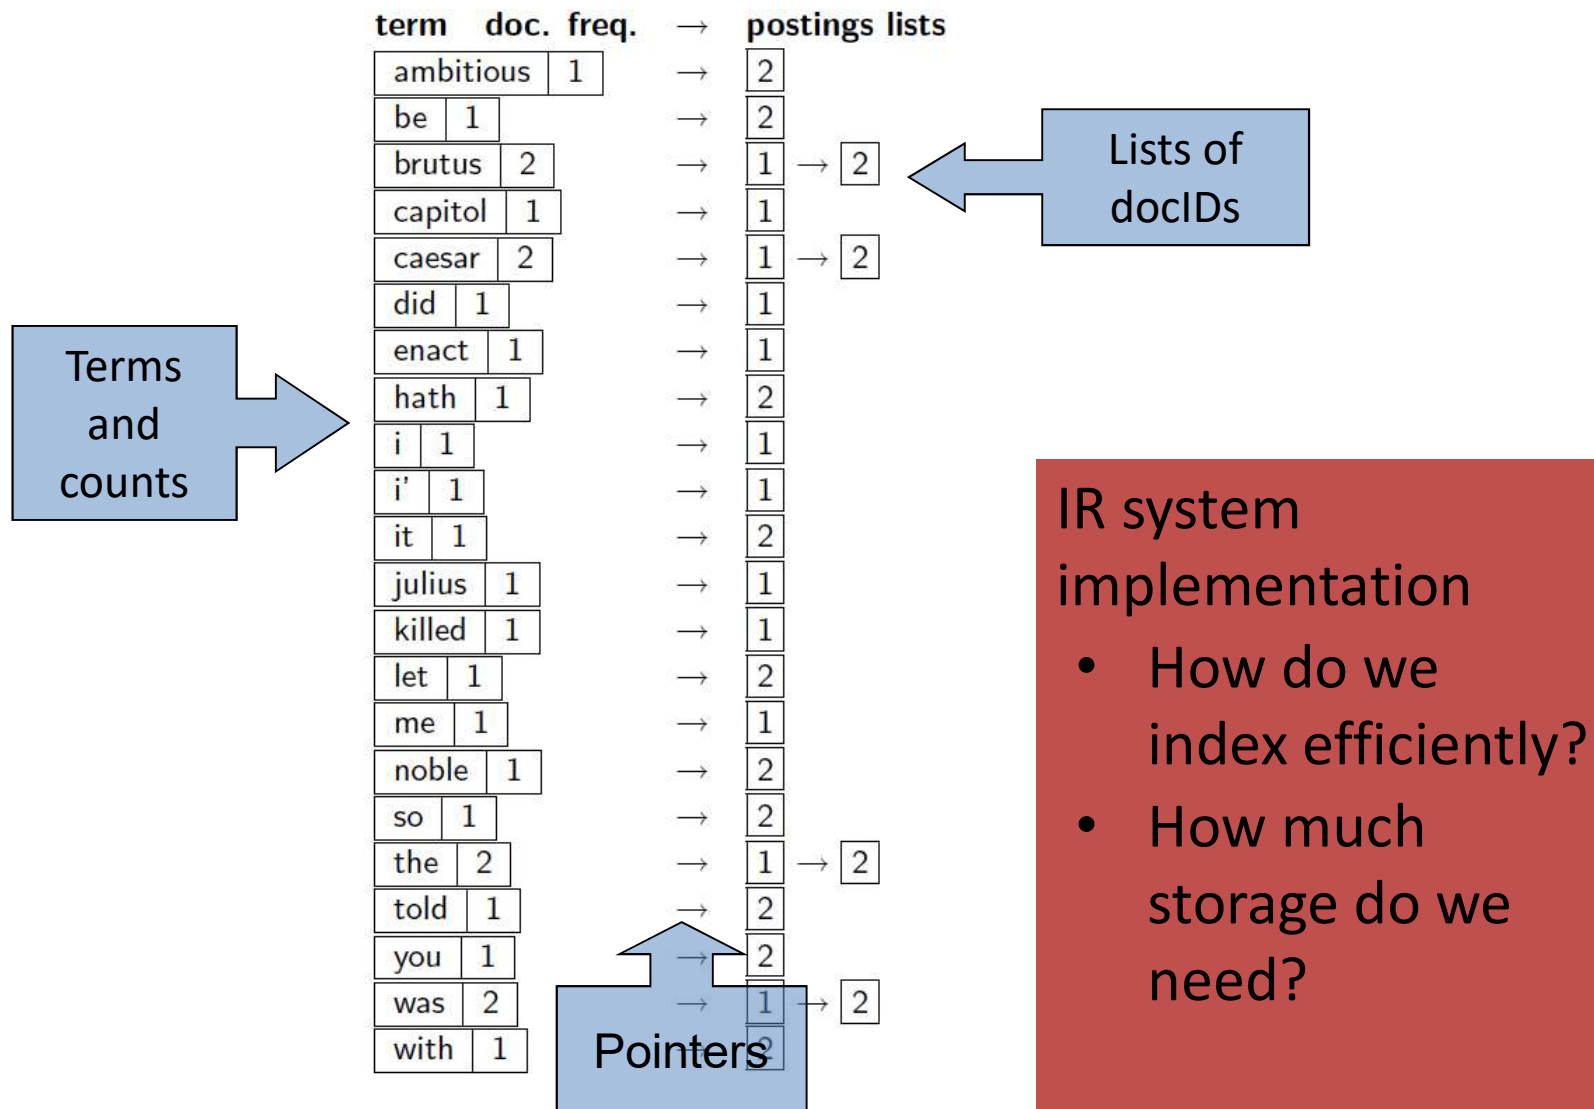 term doc. freq. → postings lists
ambitious 1 → 2
be 1 → 2
brutus 2 → 1 → 2
capitol 1 → 1
caesar 2 → 1 → 2
did 1 → 1
enact 1 → 1
hath 1 → 2
i 1 → 1
i' 1 → 1
it 1 → 2
julius 1 → 1
killed 1 → 1
let 1 → 2
me 1 → 1
noble 1 → 2
so 1 → 2
the 2 → 1 → 2
told 1 → 2
you 1 → 2
was 2 → 1 → 2
with 1 → 2
Lists of
docIDs
Terms
and
counts
Pointers
IR system
implementation
• How do we
index efficiently?
• How much
storage do we
need?